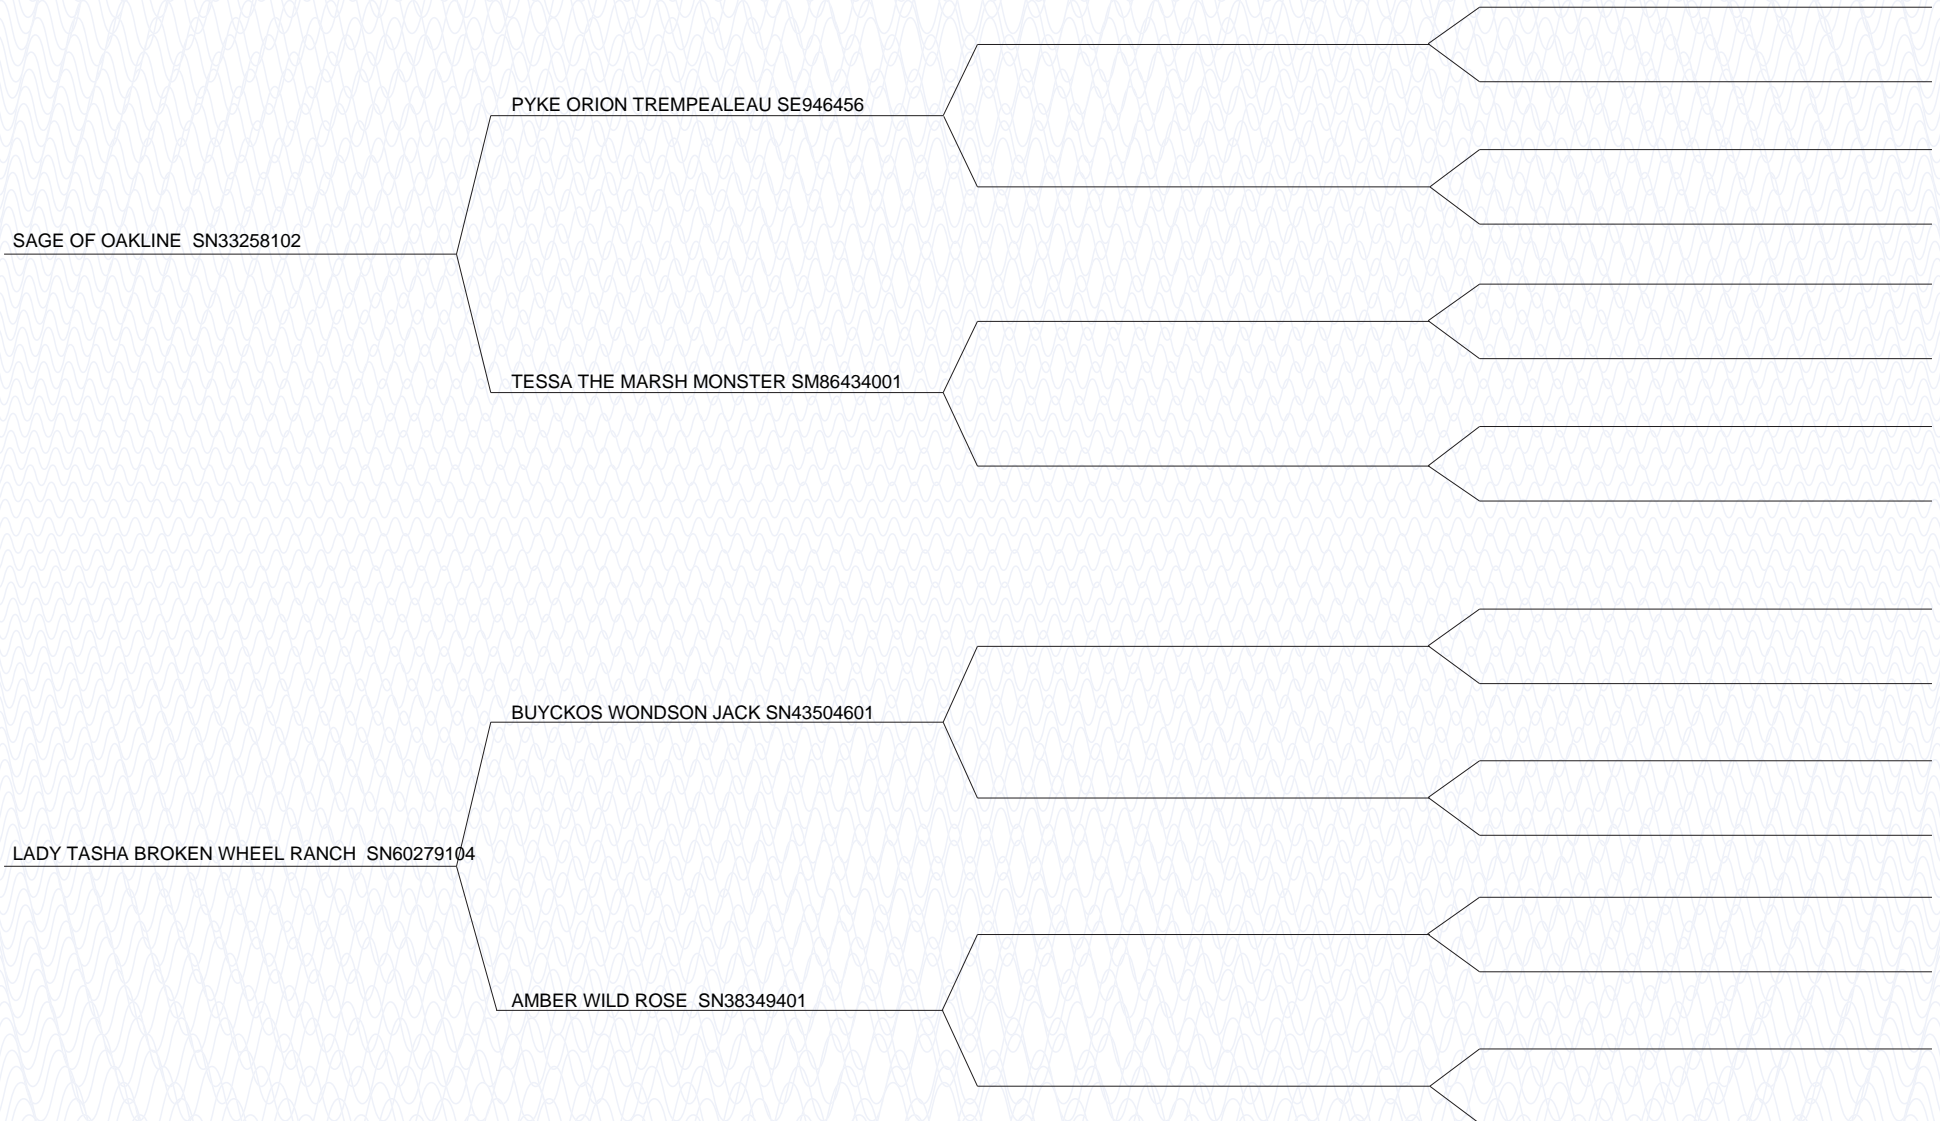 PYKE ORION TREMPEALEAU SE946456
SAGE OF OAKLINE  SN33258102
TESSA THE MARSH MONSTER SM86434001
BUYCKOS WONDSON JACK SN43504601
LADY TASHA BROKEN WHEEL RANCH  SN60279104
AMBER WILD ROSE  SN38349401